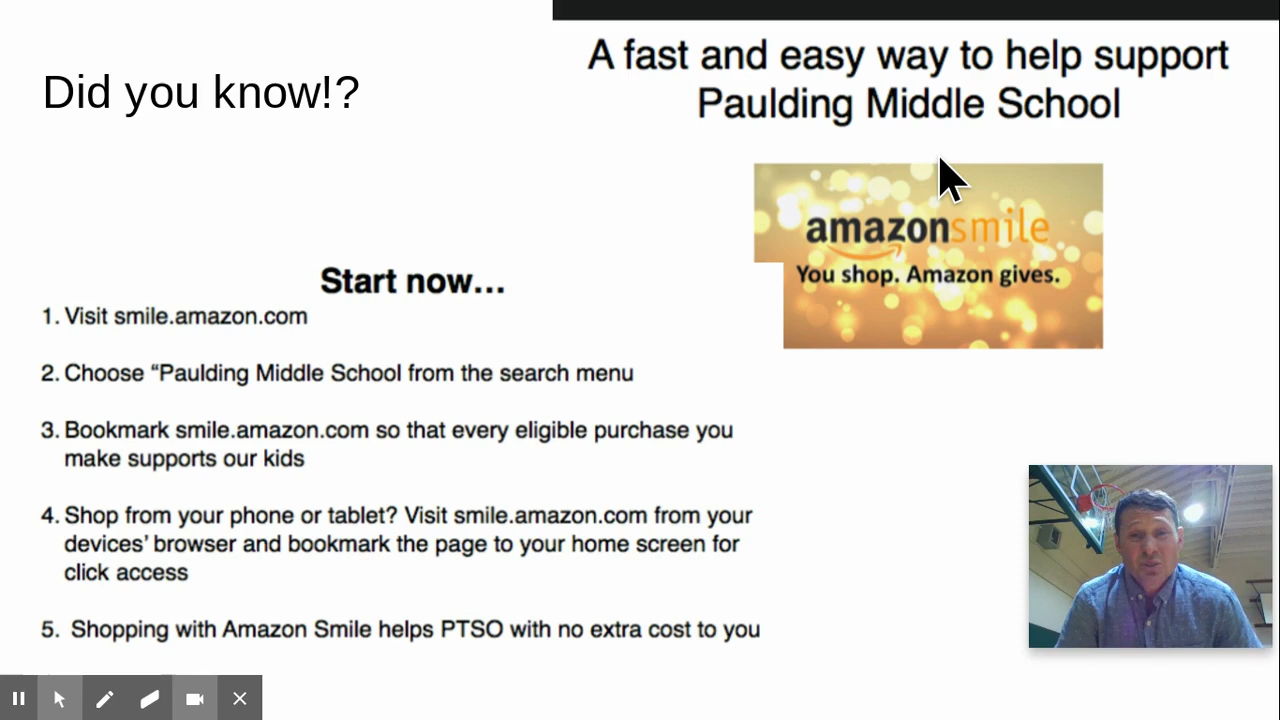 Did you know!?
A fast and easy way to help support
Paulding Middle School
amazonsmile
You shop. Amazon gives.
Start now...
1. Visit smile.amazon.com
2. Choose “Paulding Middle School from the search menu
3. Bookmark smile.amazon.com so that every eligible purchase you
make supports our kids
4. Shop from your phone or tablet? Visit smile.amazon.com from your
devices’ browser and bookmark the page to your home screen for
click access
5. Shopping with Amazon Smile helps PTSO with no extra cost to you